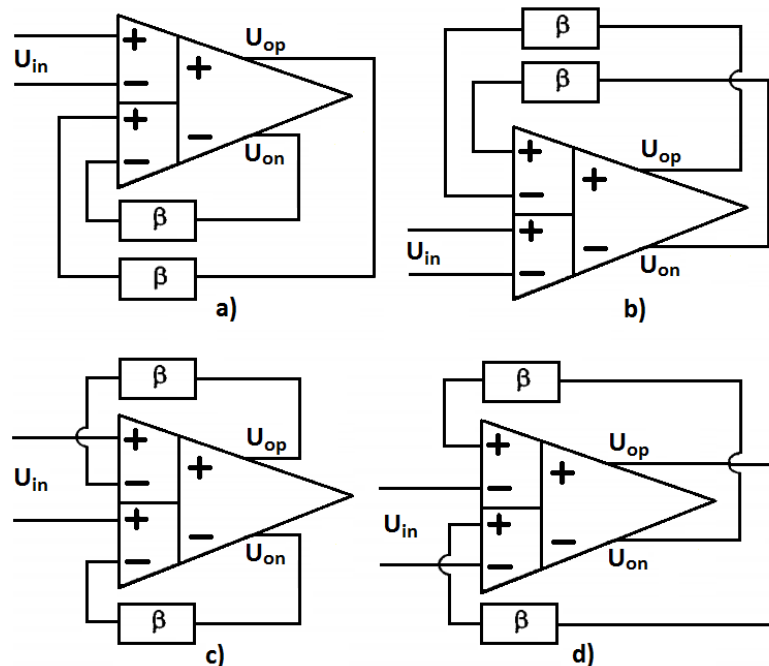 U_in
+
−
+
−
+
−
U_op
U_on
β
β
a)
β
β
U_in
+
−
+
−
+
−
U_op
U_on
b)
β
U_in
+
−
+
−
+
−
U_op
U_on
β
c)
β
U_in
+
−
+
−
+
−
U_op
U_on
β
d)